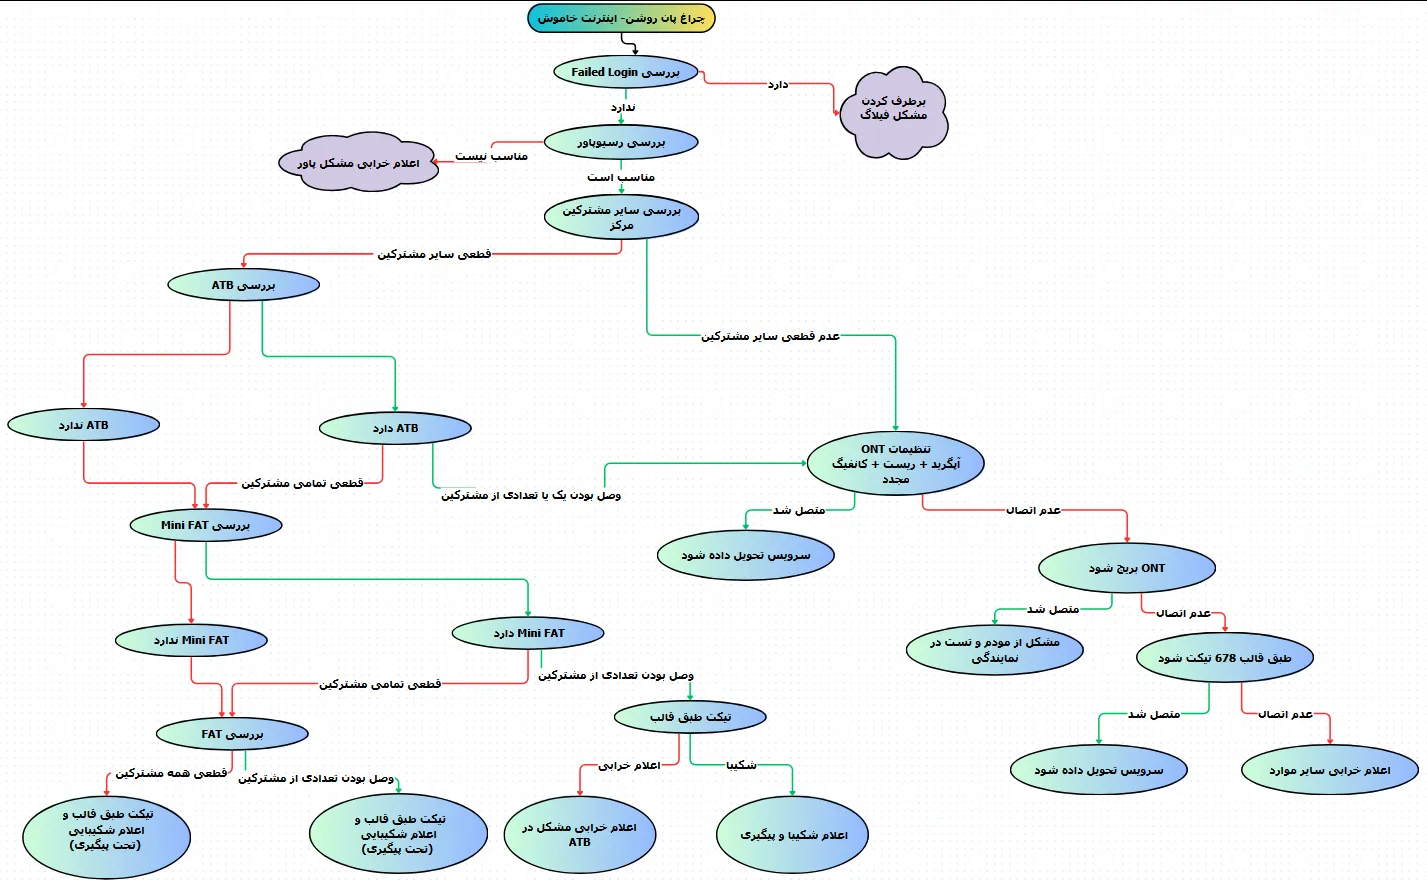 چراغ پان روشن- اینترنت خاموش
بررسی Failed Login
دارد
برطرف کردن
مشکل فیلاگ
ندارد
بررسی رسیوپاور
مناسب نیست
اعلام خرابی مشکل پاور
مناسب است
بررسی سایر مشترکین
مرکز
قطعی سایر مشترکین
بررسی ATB
عدم قطعی سایر مشترکین
ATB ندارد
ATB دارد
تنظیمات ONT
آپگرید + ریست + کانفیگ
مجدد
قطعی تمامی مشترکین
وصل بودن یک یا تعدادی از مشترکین
متصل شد
عدم اتصال
بررسی Mini FAT
سرویس تحویل داده شود
ONT بریج شود
متصل شد
عدم اتصال
Mini FAT ندارد
Mini FAT دارد
مشکل از مودم و تست در
نمایندگی
طبق قالب 678 تیکت شود
قطعی تمامی مشترکین
وصل بودن تعدادی از مشترکین
تیکت طبق قالب
متصل شد
عدم اتصال
بررسی FAT
قطعی همه مشترکین
وصل بودن تعدادی از مشترکین
اعلام خرابی
شکیبا
سرویس تحویل داده شود
اعلام خرابی سایر موارد
تیکت طبق قالب و
اعلام شکیبایی
(تحت پیگیری)
تیکت طبق قالب و
اعلام شکیبایی
(تحت پیگیری)
اعلام خرابی مشکل در
ATB
اعلام شکیبا و پیگیری